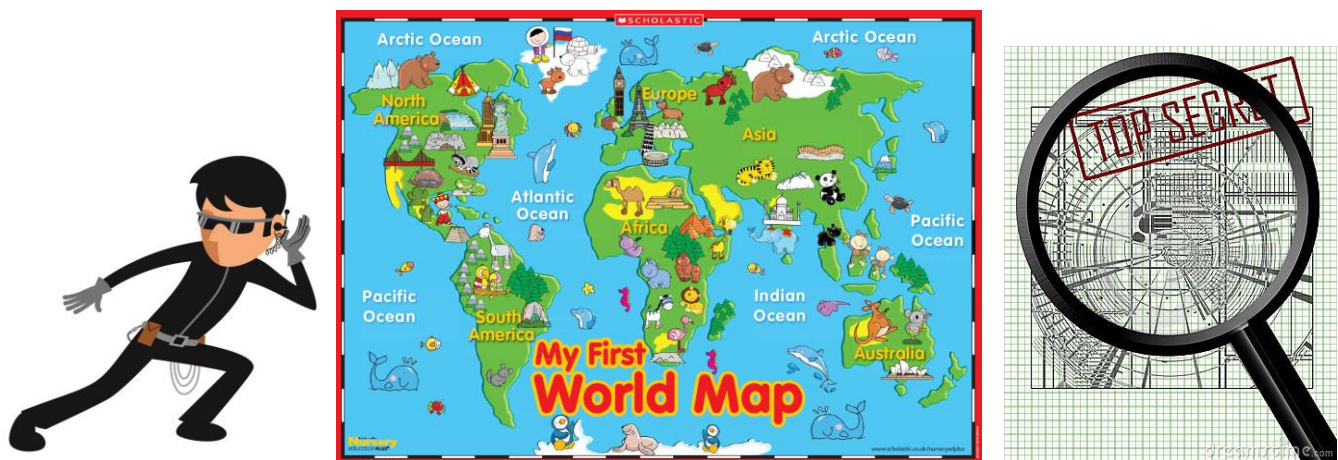 SCHOLASTIC
Arctic Ocean
Arctic Ocean
North
America
Europe
Asia
Atlantic
Ocean
Africa
Pacific
Ocean
Pacific
Ocean
Indian
Ocean
South
America
Australia
My First
World Map
Nursery
EDUCATIONPLUS
www.scholastic.co.uk/nurseryedplus
TOP SECRET
dreamstime.com